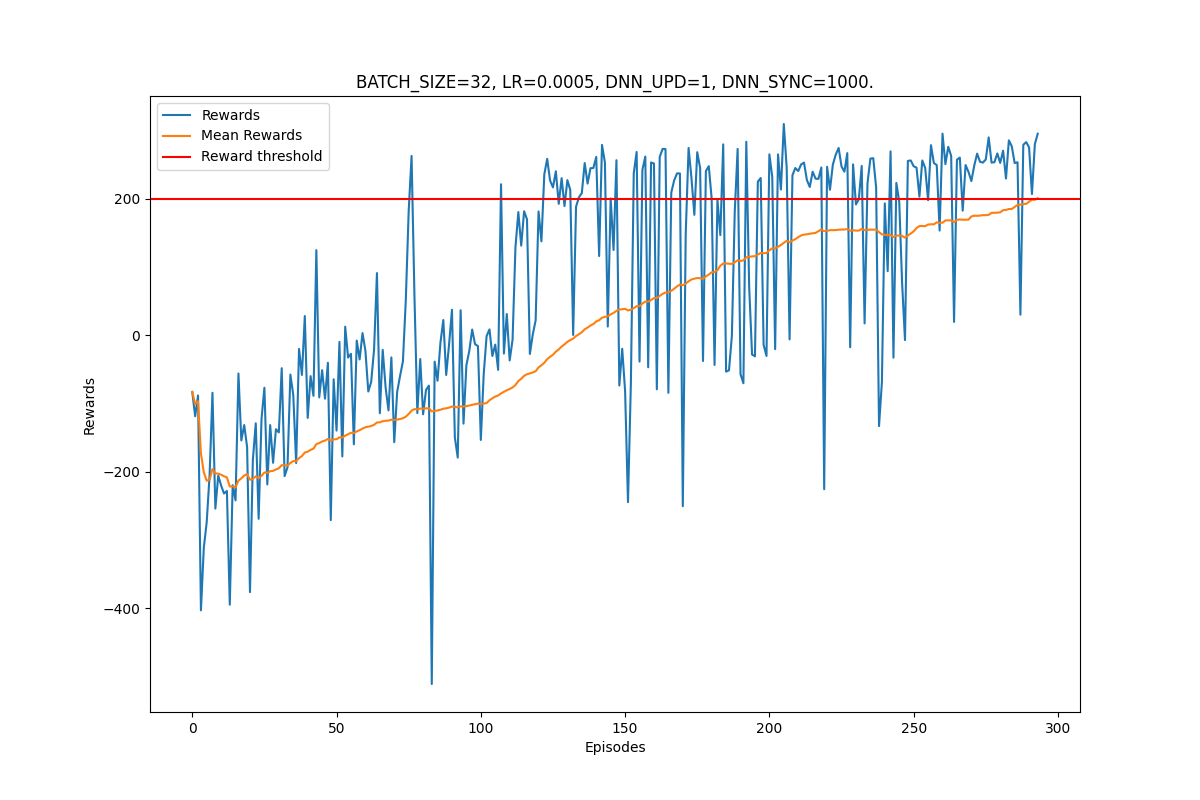 BATCH_SIZE=32, LR=0.0005, DNN_UPD=1, DNN_SYNC=1000.
Rewards
Mean Rewards
Reward threshold
200
0
−200
−400
Rewards
0 50 100 150 200 250 300
Episodes